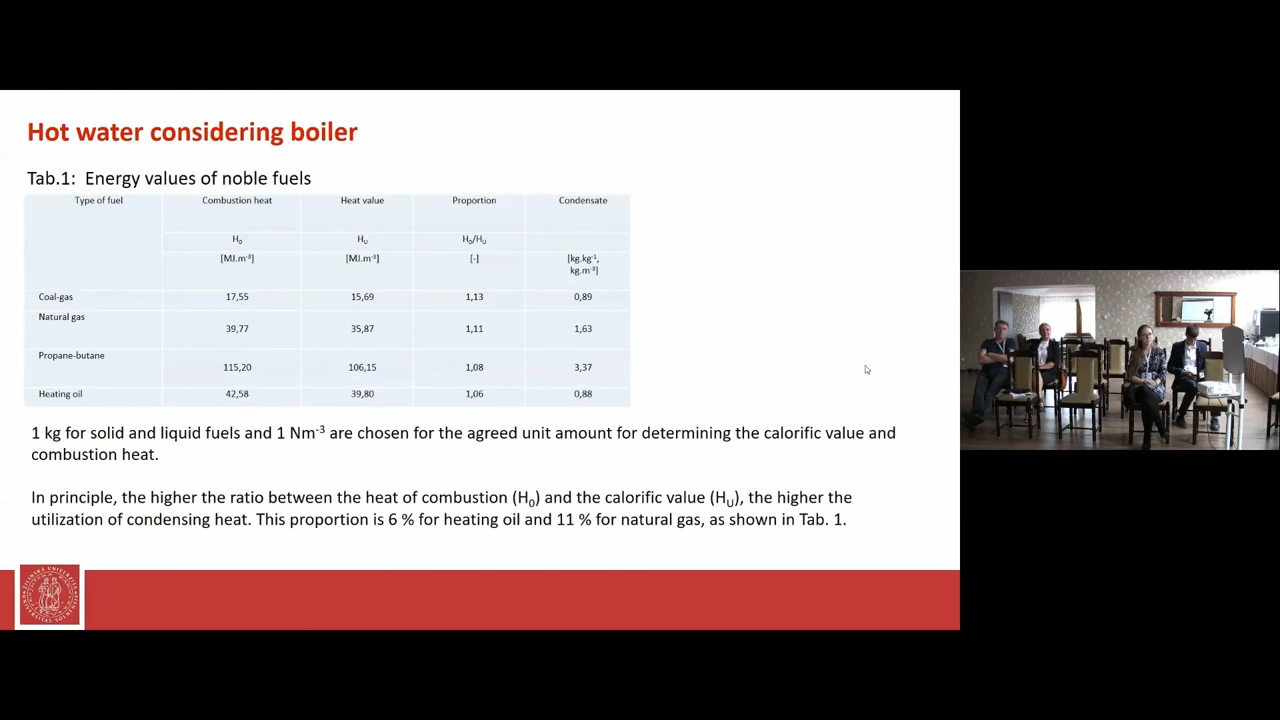 Hot water considering boiler
Tab.1: Energy values of noble fuels
Type of fuel Combustion heat Heat value Proportion Condensate
H₀ Hᵤ H₀/Hᵤ
[MJ.m⁻³] [MJ.m⁻³] [-] [kg.kg⁻¹,
kg.m⁻³]
Coal-gas 17,55 15,69 1,13 0,89
Natural gas 39,77 35,87 1,11 1,63
Propane-butane 115,20 106,15 1,08 3,37
Heating oil 42,58 39,80 1,06 0,88
1 kg for solid and liquid fuels and 1 Nm⁻³ are chosen for the agreed unit amount for determining the calorific value and
combustion heat.
In principle, the higher the ratio between the heat of combustion (H₀) and the calorific value (Hᵤ), the higher the
utilization of condensing heat. This proportion is 6 % for heating oil and 11 % for natural gas, as shown in Tab. 1.